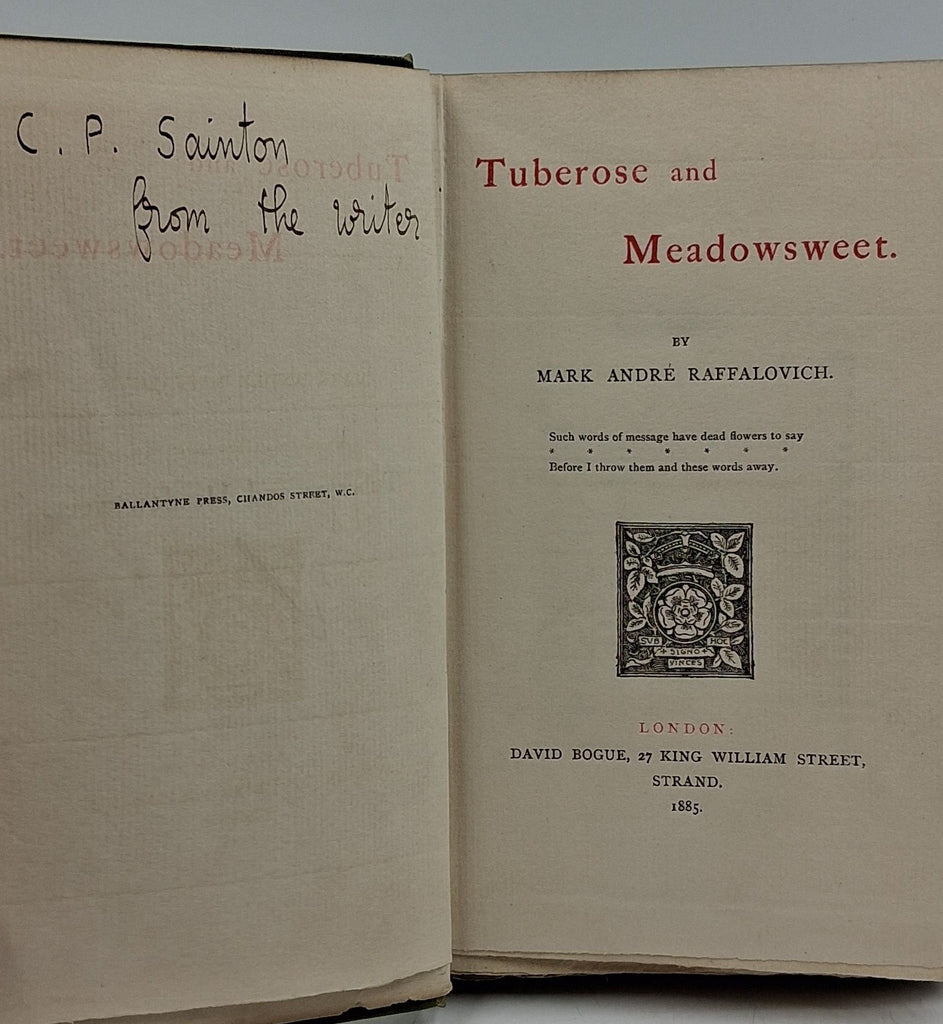 C. P. Sainton
from the writer
BALLANTYNE PRESS, CHANDOS STREET, W.C.
Tuberose and
Meadowsweet.
BY
MARK ANDRÉ RAFFALOVICH.
Such words of message have dead flowers to say
* * * * * * *
Before I throw them and these words away.
SUB HOC
SIGNO
VINCES
LONDON:
DAVID BOGUE, 27 KING WILLIAM STREET,
STRAND.
1885.